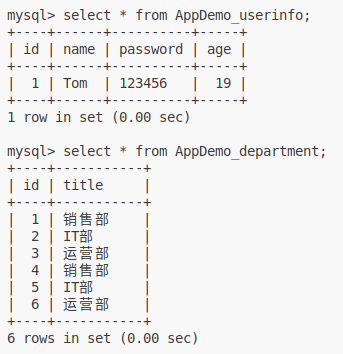 mysql> select * from AppDemo_userinfo;
+----+------+----------+-----+
| id | name | password | age |
+----+------+----------+-----+
|  1 | Tom  | 123456   |  19 |
+----+------+----------+-----+
1 row in set (0.00 sec)

mysql> select * from AppDemo_department;
+----+-----------+
| id | title     |
+----+-----------+
|  1 | 销售部    |
|  2 | IT部      |
|  3 | 运营部    |
|  4 | 销售部    |
|  5 | IT部      |
|  6 | 运营部    |
+----+-----------+
6 rows in set (0.00 sec)